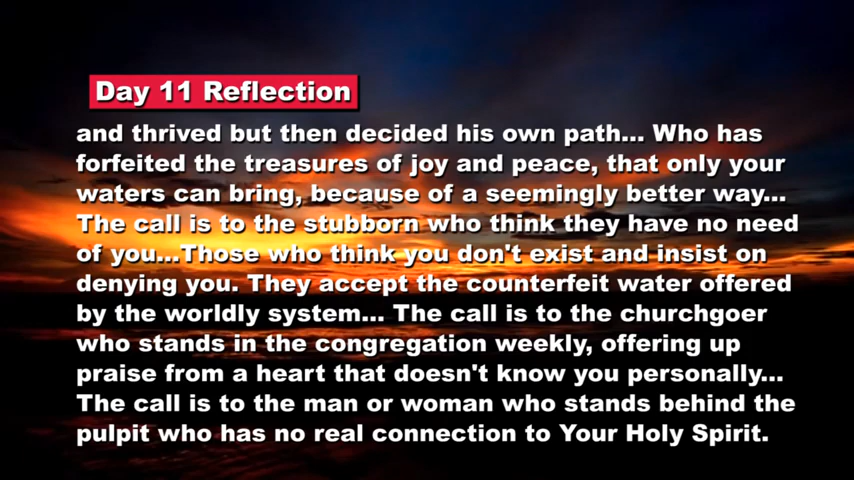 Day 11 Reflection
and thrived but then decided his own path... Who has
forfeited the treasures of joy and peace, that only your
waters can bring, because of a seemingly better way...
The call is to the stubborn who think they have no need
of you...Those who think you don't exist and insist on
denying you. They accept the counterfeit water offered
by the worldly system... The call is to the churchgoer
who stands in the congregation weekly, offering up
praise from a heart that doesn't know you personally...
The call is to the man or woman who stands behind the
pulpit who has no real connection to Your Holy Spirit.